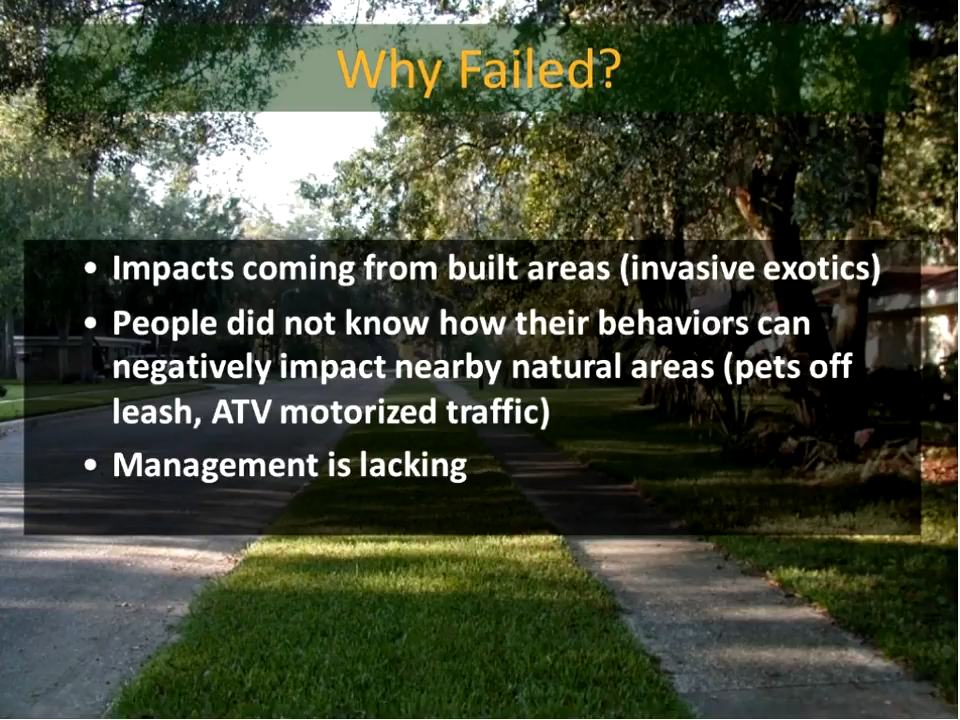 Why Failed?
• Impacts coming from built areas (invasive exotics)
• People did not know how their behaviors can
negatively impact nearby natural areas (pets off
leash, ATV motorized traffic)
• Management is lacking